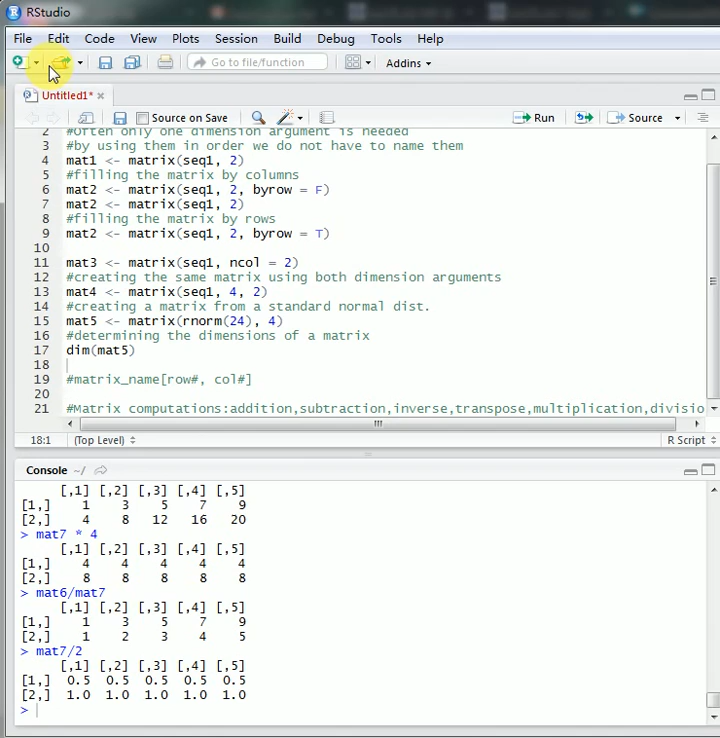 RStudio
File Edit Code View Plots Session Build Debug Tools Help
Go to file/function Addins
Untitled1*
Source on Save Run Source
2 #Often only one dimension argument is needed
3 #by using them in order we do not have to name them
4 mat1 <- matrix(seq1, 2)
5 #filling the matrix by columns
6 mat2 <- matrix(seq1, 2, byrow = F)
7 mat2 <- matrix(seq1, 2)
8 #filling the matrix by rows
9 mat2 <- matrix(seq1, 2, byrow = T)
10
11 mat3 <- matrix(seq1, ncol = 2)
12 #creating the same matrix using both dimension arguments
13 mat4 <- matrix(seq1, 4, 2)
14 #creating a matrix from a standard normal dist.
15 mat5 <- matrix(rnorm(24), 4)
16 #determining the dimensions of a matrix
17 dim(mat5)
18
19 #matrix_name[row#, col#]
20
21 #Matrix computations:addition,subtraction,inverse,transpose,multiplication,divisio
18:1 (Top Level) R Script
Console ~/
[,1] [,2] [,3] [,4] [,5]
[1,] 1 3 5 7 9
[2,] 4 8 12 16 20
> mat7 * 4
[,1] [,2] [,3] [,4] [,5]
[1,] 4 4 4 4 4
[2,] 8 8 8 8 8
> mat6/mat7
[,1] [,2] [,3] [,4] [,5]
[1,] 1 3 5 7 9
[2,] 1 2 3 4 5
> mat7/2
[,1] [,2] [,3] [,4] [,5]
[1,] 0.5 0.5 0.5 0.5 0.5
[2,] 1.0 1.0 1.0 1.0 1.0
>